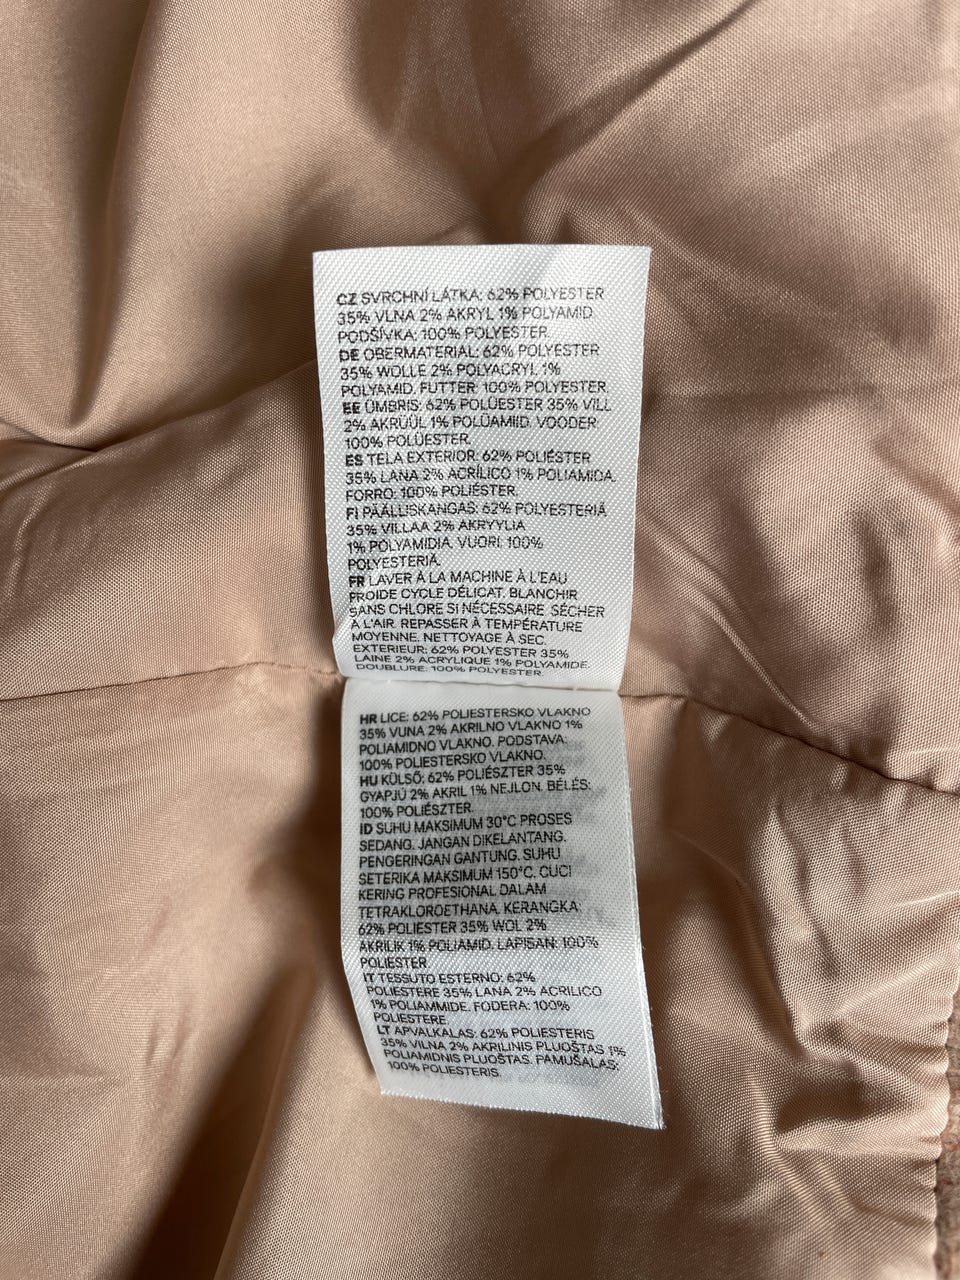 CZ SVRCHNÍ LÁTKA: 62% POLYESTER
35% VLNA 2% AKRYL 1% POLYAMID.
PODŠÍVKA: 100% POLYESTER.
DE OBERMATERIAL: 62% POLYESTER
35% WOLLE 2% POLYACRYL 1%
POLYAMID. FUTTER: 100% POLYESTER.
EE ÜMBRIS: 62% POLÜESTER 35% VILL
2% AKRÜÜL 1% POLÜAMIID. VOODER
100% POLÜESTER.
ES TELA EXTERIOR: 62% POLIÉSTER
35% LANA 2% ACRÍLICO 1% POLIAMIDA.
FORRO: 100% POLIÉSTER.
FI PÄÄLLISKANGAS: 62% POLYESTERIÄ
35% VILLAA 2% AKRYYLIA
1% POLYAMIDIA. VUORI: 100%
POLYESTERIÄ.
FR LAVER À LA MACHINE À L'EAU
FROIDE CYCLE DÉLICAT. BLANCHIR
SANS CHLORE SI NÉCESSAIRE. SÉCHER
À L'AIR. REPASSER À TEMPÉRATURE
MOYENNE. NETTOYAGE À SEC.
EXTERIEUR: 62% POLYESTER 35%
LAINE 2% ACRYLIQUE 1% POLYAMIDE.
DOUBLURE: 100% POLYESTER.
HR LICE: 62% POLIESTERSKO VLAKNO
35% VUNA 2% AKRILNO VLAKNO 1%
POLIAMIDNO VLAKNO. PODSTAVA:
100% POLIESTERSKO VLAKNO.
HU KÜLSŐ: 62% POLIÉSZTER 35%
GYAPJÚ 2% AKRIL 1% NEJLON. BÉLÉS:
100% POLIÉSZTER.
ID SUHU MAKSIMUM 30°C PROSES
SEDANG. JANGAN DIKELANTANG.
PENGERINGAN GANTUNG. SUHU
SETERIKA MAKSIMUM 150°C. CUCI
KERING PROFESIONAL DALAM
TETRAKLOROETHANA. KERANGKA:
62% POLIESTER 35% WOL 2%
AKRILIK 1% POLIAMID. LAPISAN: 100%
POLIESTER
IT TESSUTO ESTERNO: 62%
POLIESTERE 35% LANA 2% ACRILICO
1% POLIAMMIDE. FODERA: 100%
POLIESTERE.
LT APVALKALAS: 62% POLIESTERIS
35% VILNA 2% AKRILINIS PLUOŠTAS 1%
POLIAMIDNIS PLUOŠTAS. PAMUŠALAS:
100% POLIESTERIS.